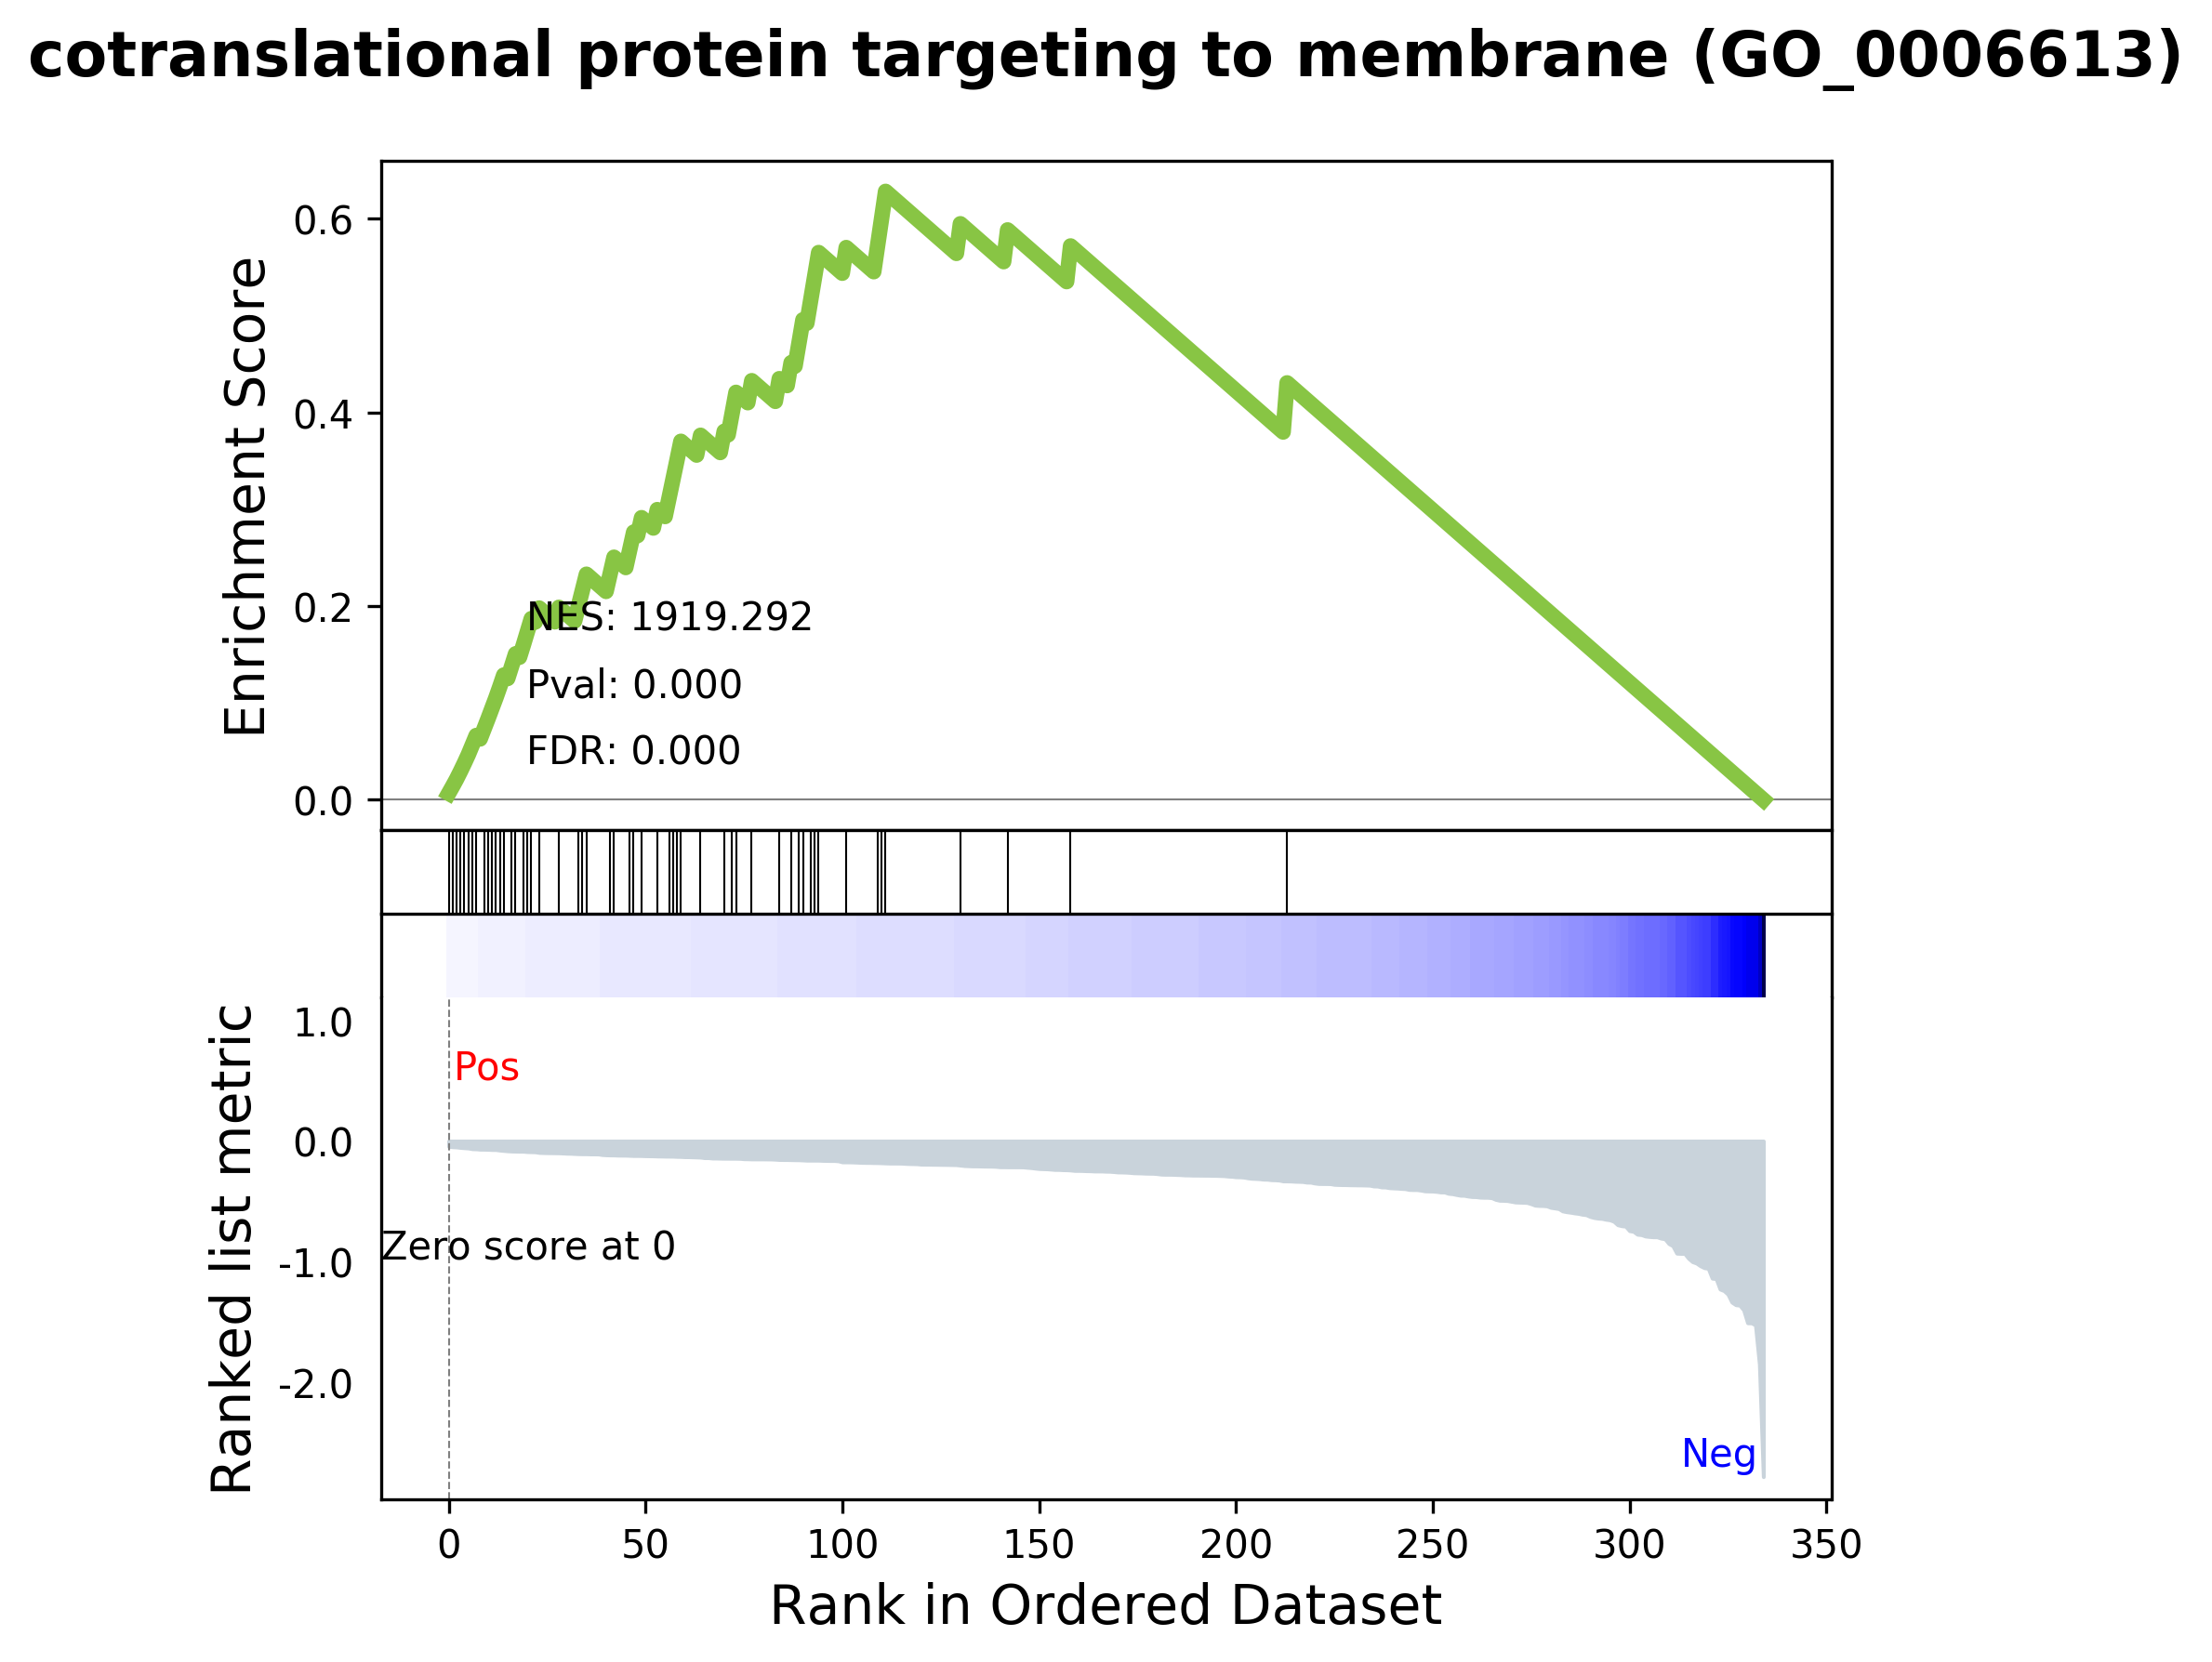 cotranslational protein targeting to membrane (GO_0006613)
Enrichment Score
0.6
0.4
0.2
0.0
NES: 1919.292
Pval: 0.000
FDR: 0.000
Ranked list metric
1.0
0.0
-1.0
-2.0
Pos
Zero score at 0
Neg
0 50 100 150 200 250 300 350
Rank in Ordered Dataset